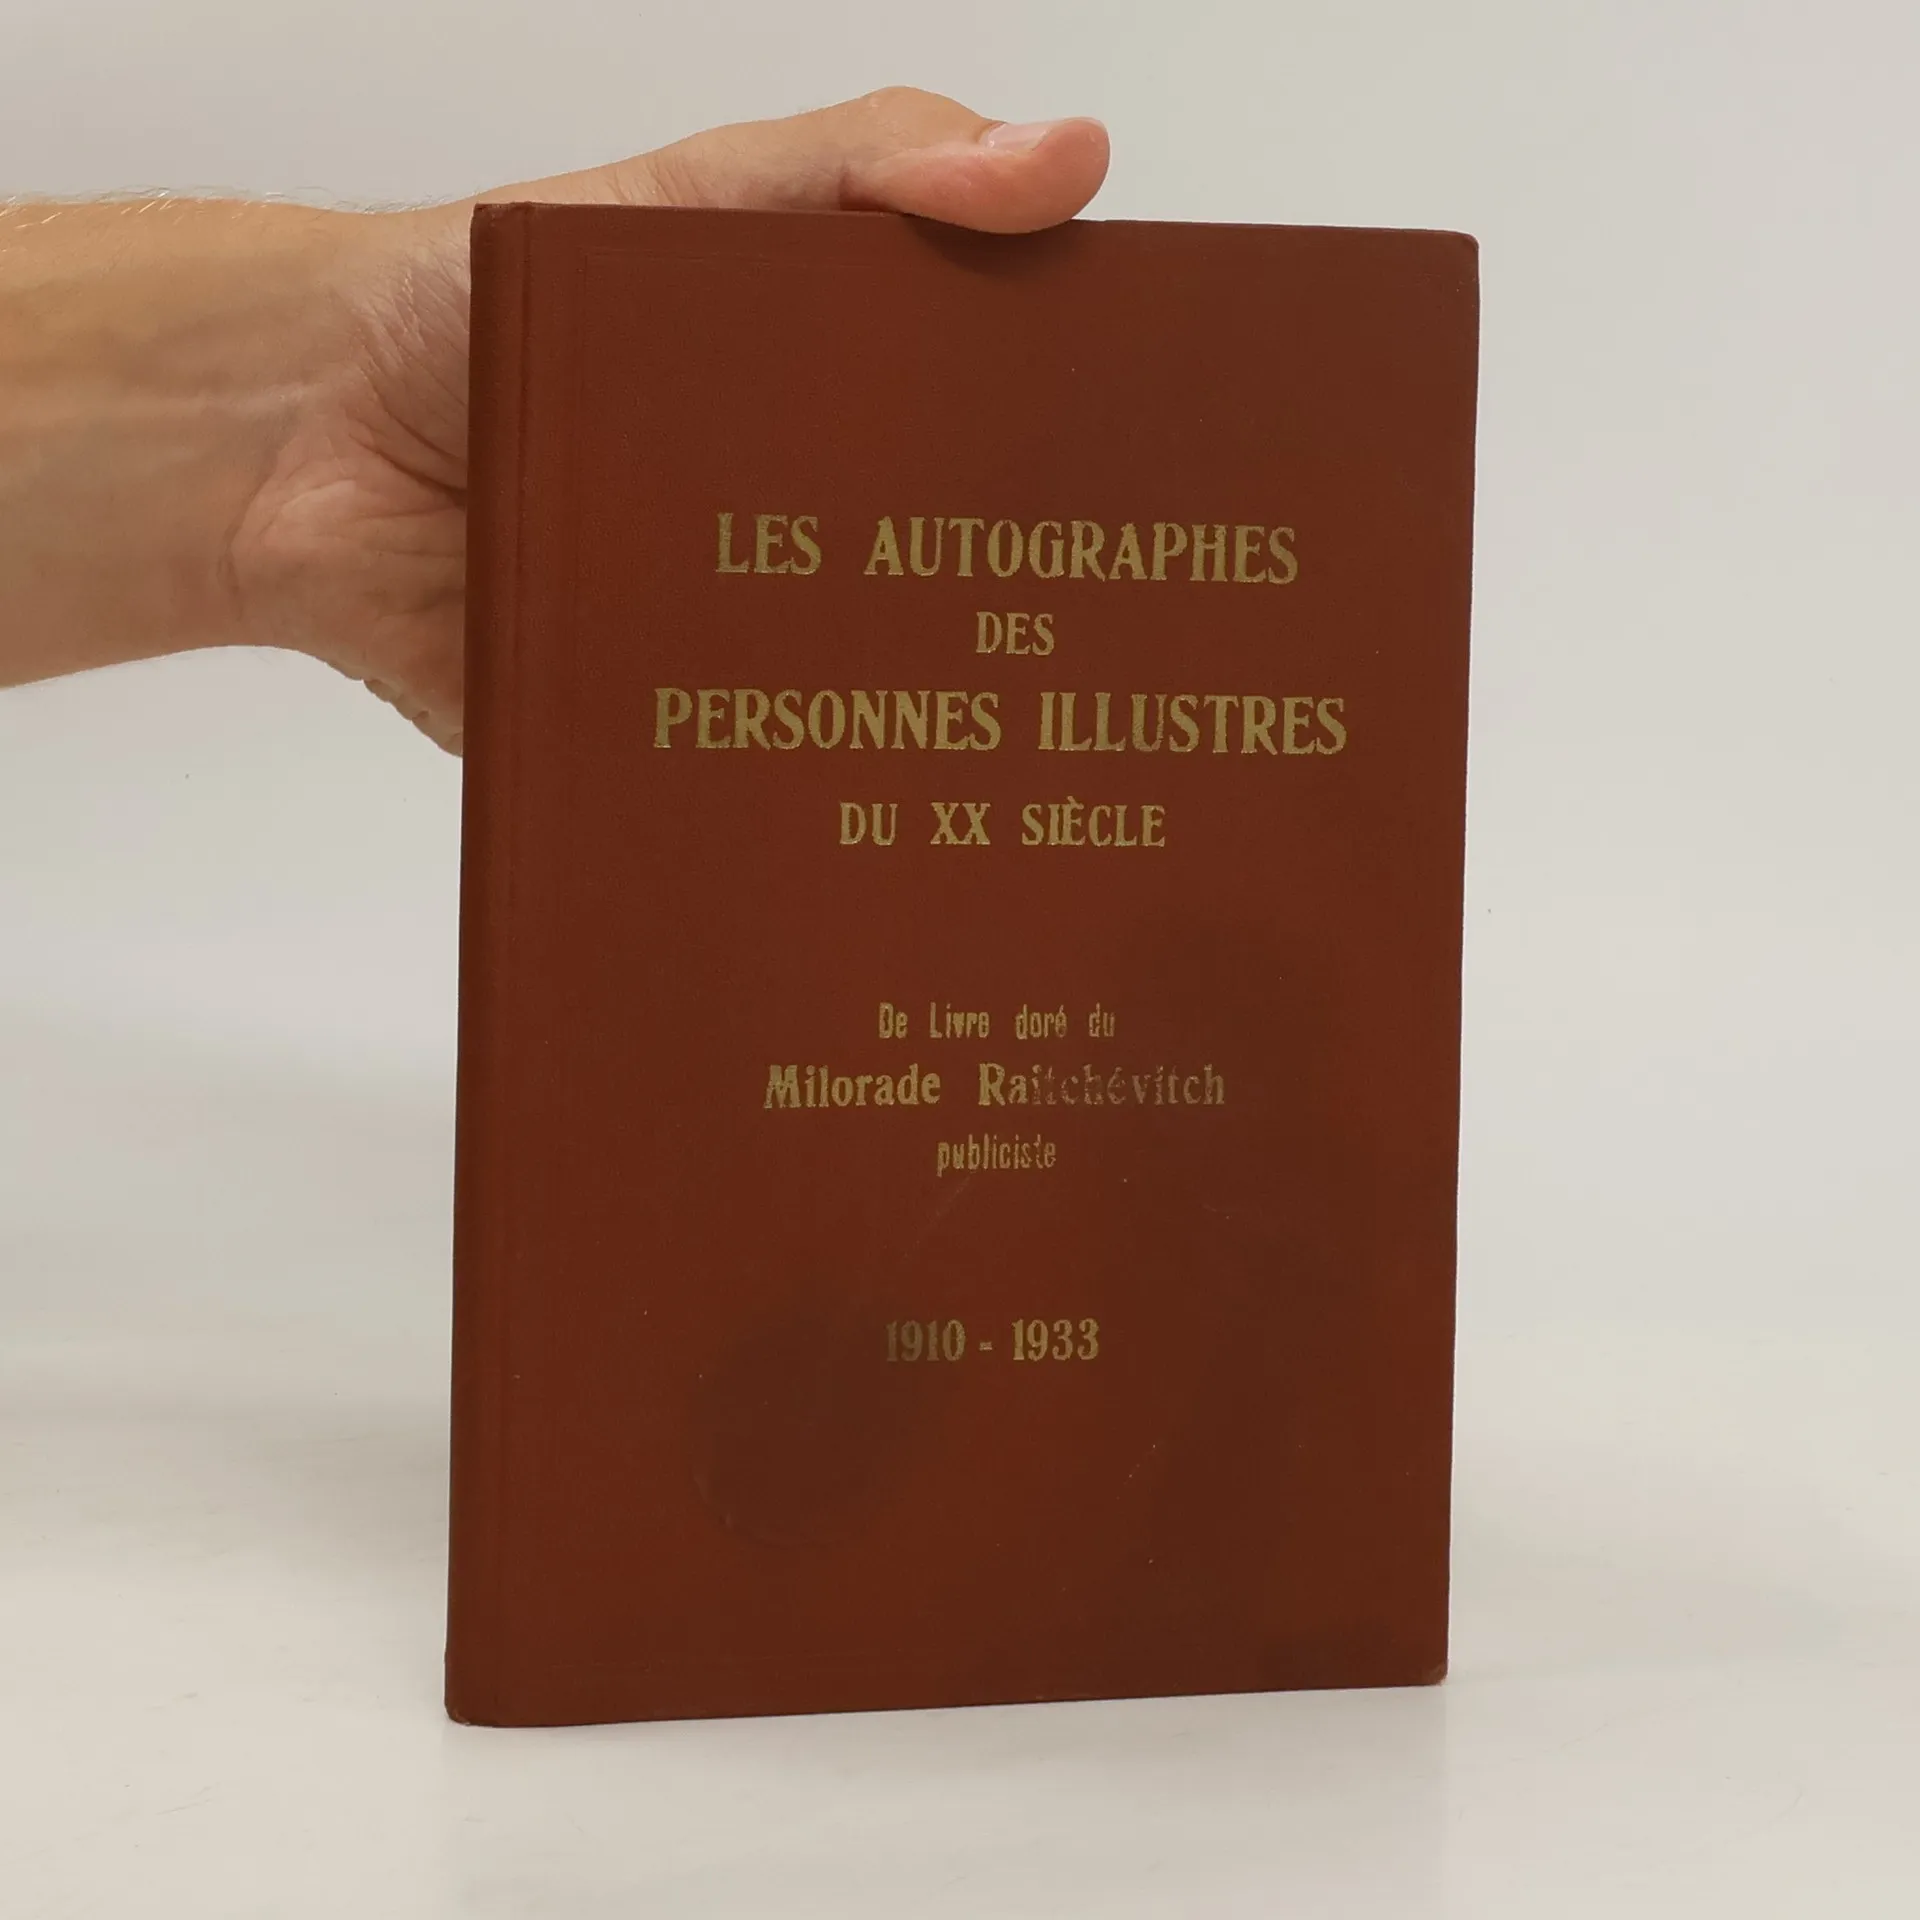 LES AUTOGRAPHES
DES
PERSONNES ILLUSTRES
DU XX SIÈCLE
De Livre doré du
Milorade Raitchévitch
publiciste
1910 - 1933